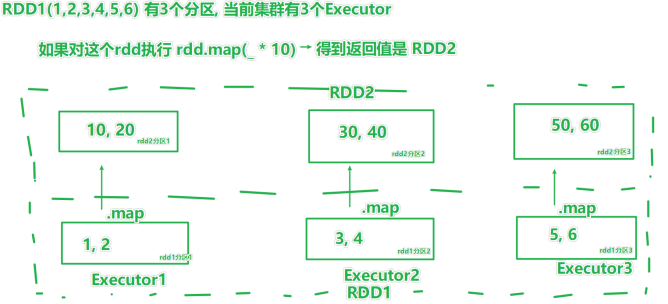 RDD1(1,2,3,4,5,6) 有3个分区, 当前集群有3个Executor
如果对这个rdd执行 rdd.map(_ * 10) → 得到返回值是 RDD2
RDD2
10, 20
rdd2分区1
30, 40
rdd2分区2
50, 60
rdd2分区3
.map
.map
.map
1, 2
rdd1分区1
3, 4
rdd1分区2
5, 6
rdd1分区3
Executor1
Executor2
Executor3
RDD1